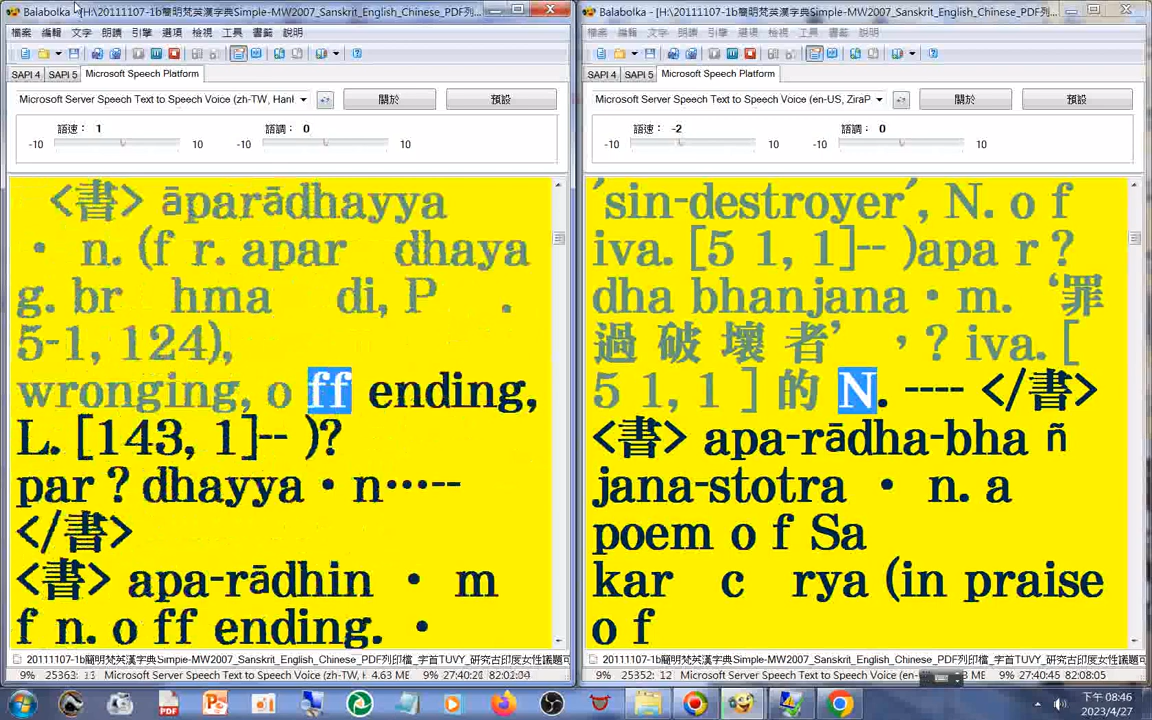 Balabolka - [H:\20111107-1b簡明梵英漢字典Simple-MW2007_Sanskrit_English_Chinese_PDF列...
檔案 編輯 文字 朗讀 引擎 選項 檢視 工具 書籤 說明
SAPI 4 SAPI 5 Microsoft Speech Platform
Microsoft Server Speech Text to Speech Voice (zh-TW, Hanl
關於 預設
語速: 1 語調: 0
-10 10 -10 10
<書> āparādhayya
• n. (f r. apar dhaya
g. br hma di, P .
5-1, 124),
wronging, o ff ending,
L. [143, 1]-- )?
par ? dhayya • n…--
</書>
<書> apa-rādhin • m
f n. o ff ending. •
20111107-1b簡明梵英漢字典Simple-MW2007_Sanskrit_English_Chinese_PDF列印檔_字首TUVY_研究古印度女性議題可
9% 25363: 13 Microsoft Server Speech Text to Speech Voice (zh-TW, H 4.63 MB 9% 27:40:20 82:02:04
Balabolka - [H:\20111107-1b簡明梵英漢字典Simple-MW2007_Sanskrit_English_Chinese_PDF列...
檔案 編輯 文字 朗讀 引擎 選項 檢視 工具 書籤 說明
SAPI 4 SAPI 5 Microsoft Speech Platform
Microsoft Server Speech Text to Speech Voice (en-US, ZiraP
關於 預設
語速: -2 語調: 0
-10 10 -10 10
'sin-destroyer', N. o f
iva. [5 1, 1]-- )apa r ?
dha bhanjana • m. ‘罪
過 破 壞 者’ ，? iva. [
5 1, 1 ] 的 N. ---- </書>
<書> apa-rādha-bha ñ
jana-stotra • n. a
poem o f Sa
kar c rya (in praise
o f
20111107-1b簡明梵英漢字典Simple-MW2007_Sanskrit_English_Chinese_PDF列印檔_字首TUVY_研究古印度女性議題可
9% 25352: 12 Microsoft Server Speech Text to Speech Voice 9% 27:40:45 82:08:05
下午 08:46
2023/4/27